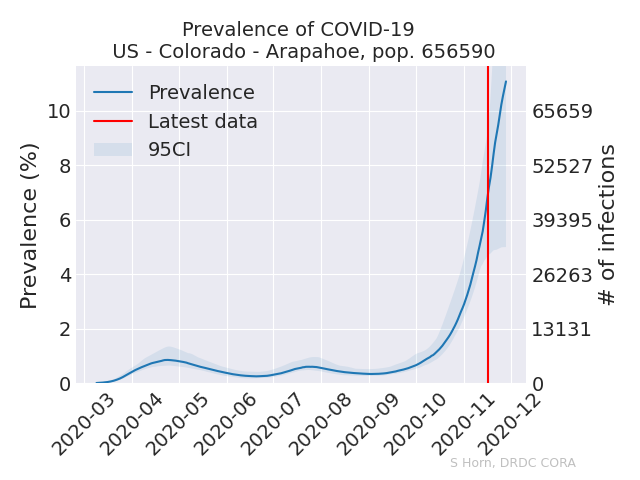 Prevalence of COVID-19
US - Colorado - Arapahoe, pop. 656590
Prevalence
Latest data
95CI
Prevalence (%)
10
8
6
4
2
0
65659
52527
39395
26263
13131
0
# of infections
2020-03
2020-04
2020-05
2020-06
2020-07
2020-08
2020-09
2020-10
2020-11
2020-12
S Horn, DRDC CORA